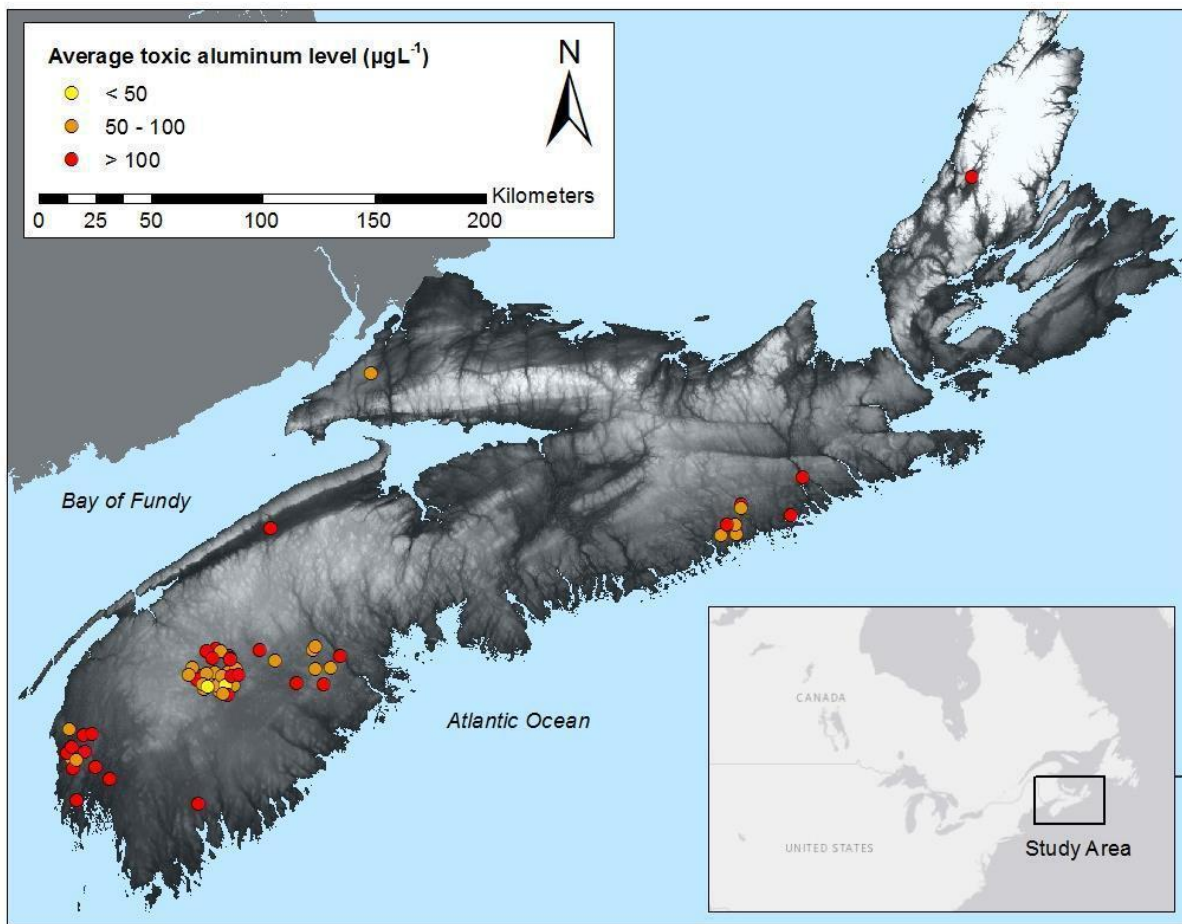 Average toxic aluminum level (µgL⁻¹)
< 50
50 - 100
> 100
N
Kilometers
0 25 50 100 150 200
Bay of Fundy
Atlantic Ocean
CANADA
UNITED STATES
Study Area